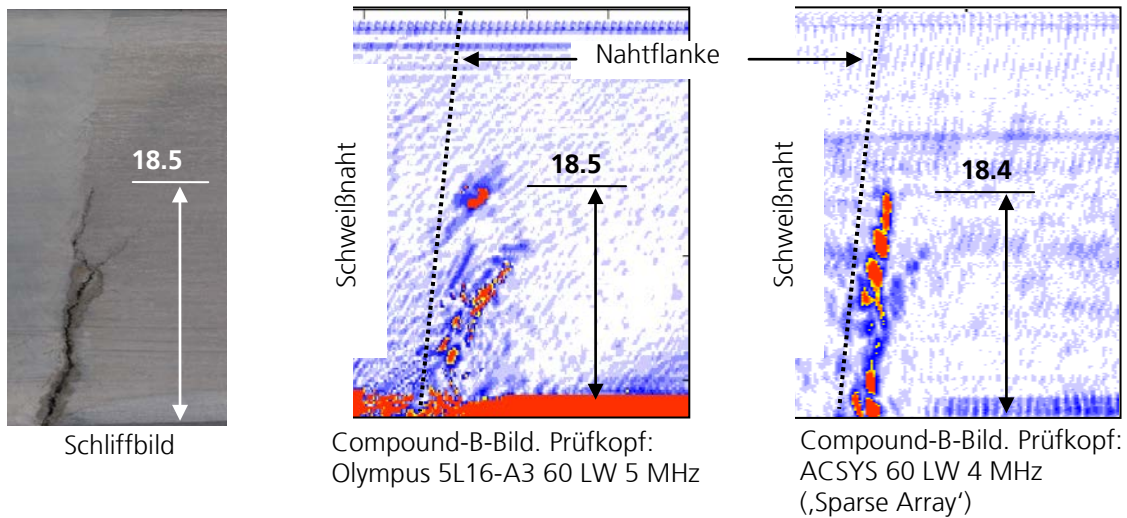 18.5
Schliffbild
Nahtflanke
Schweißnaht
18.5
Compound-B-Bild. Prüfkopf:
Olympus 5L16-A3 60 LW 5 MHz
Schweißnaht
18.4
Compound-B-Bild. Prüfkopf:
ACSYS 60 LW 4 MHz
(‚Sparse Array‘)